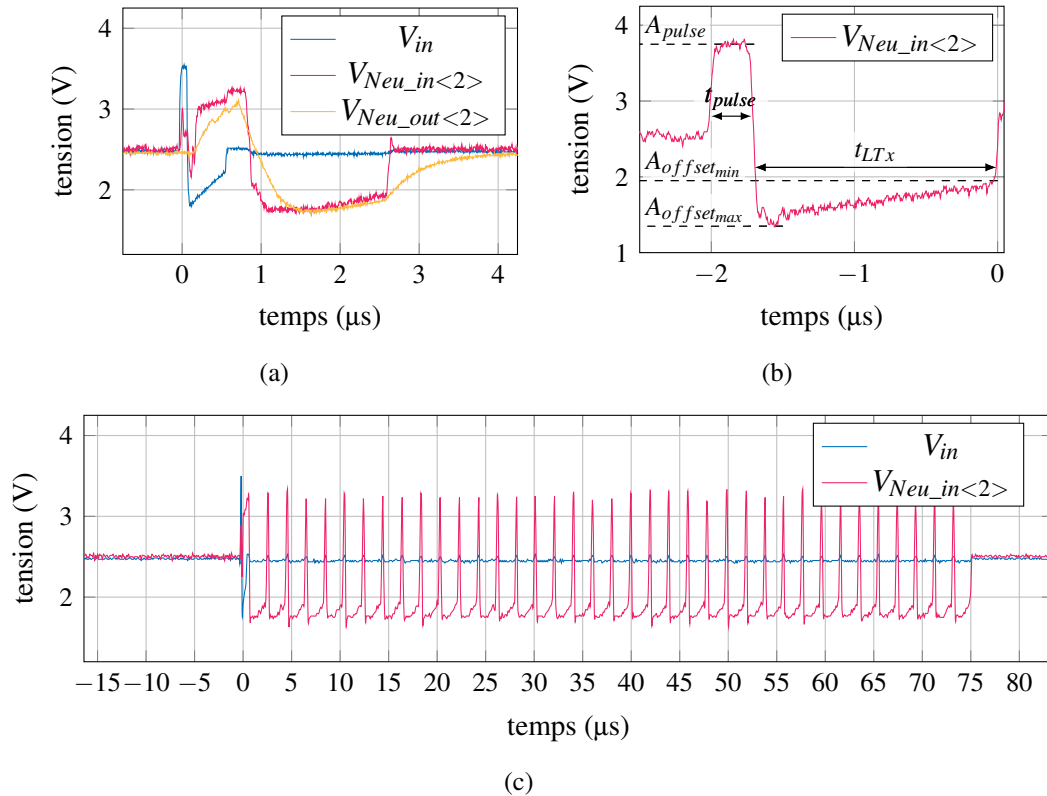 4
3
2
tension (V)
0
1
2
3
4
temps (µs)
V_in
V_Neu_in<2>
V_Neu_out<2>
(a)
4
3
2
1
tension (V)
A_pulse
t_pulse
A_offset_min
t_LTx
A_offset_max
−2
−1
0
temps (µs)
V_Neu_in<2>
(b)
4
3
2
tension (V)
V_in
V_Neu_in<2>
−15 −10 −5 0 5 10 15 20 25 30 35 40 45 50 55 60 65 70 75 80
temps (µs)
(c)